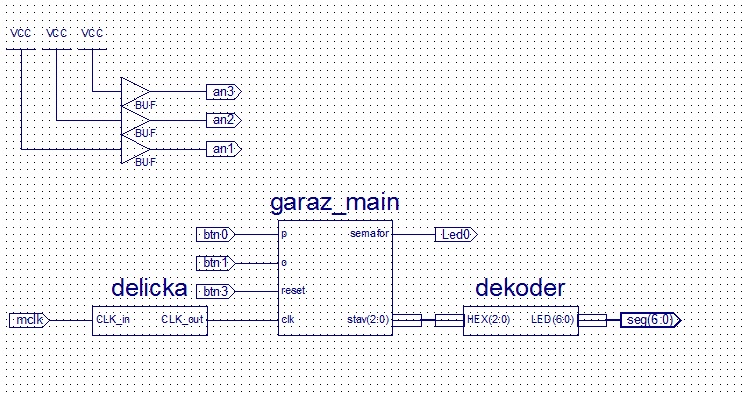 VCC VCC VCC
an3
BUF
an2
BUF
an1
BUF
garaz_main
btn0 p semafor Led0
btn1 o
delicka
btn3 reset
dekoder
mclk CLK_in CLK_out clk stav(2:0) HEX(2:0) LED(6:0) seg(6:0)